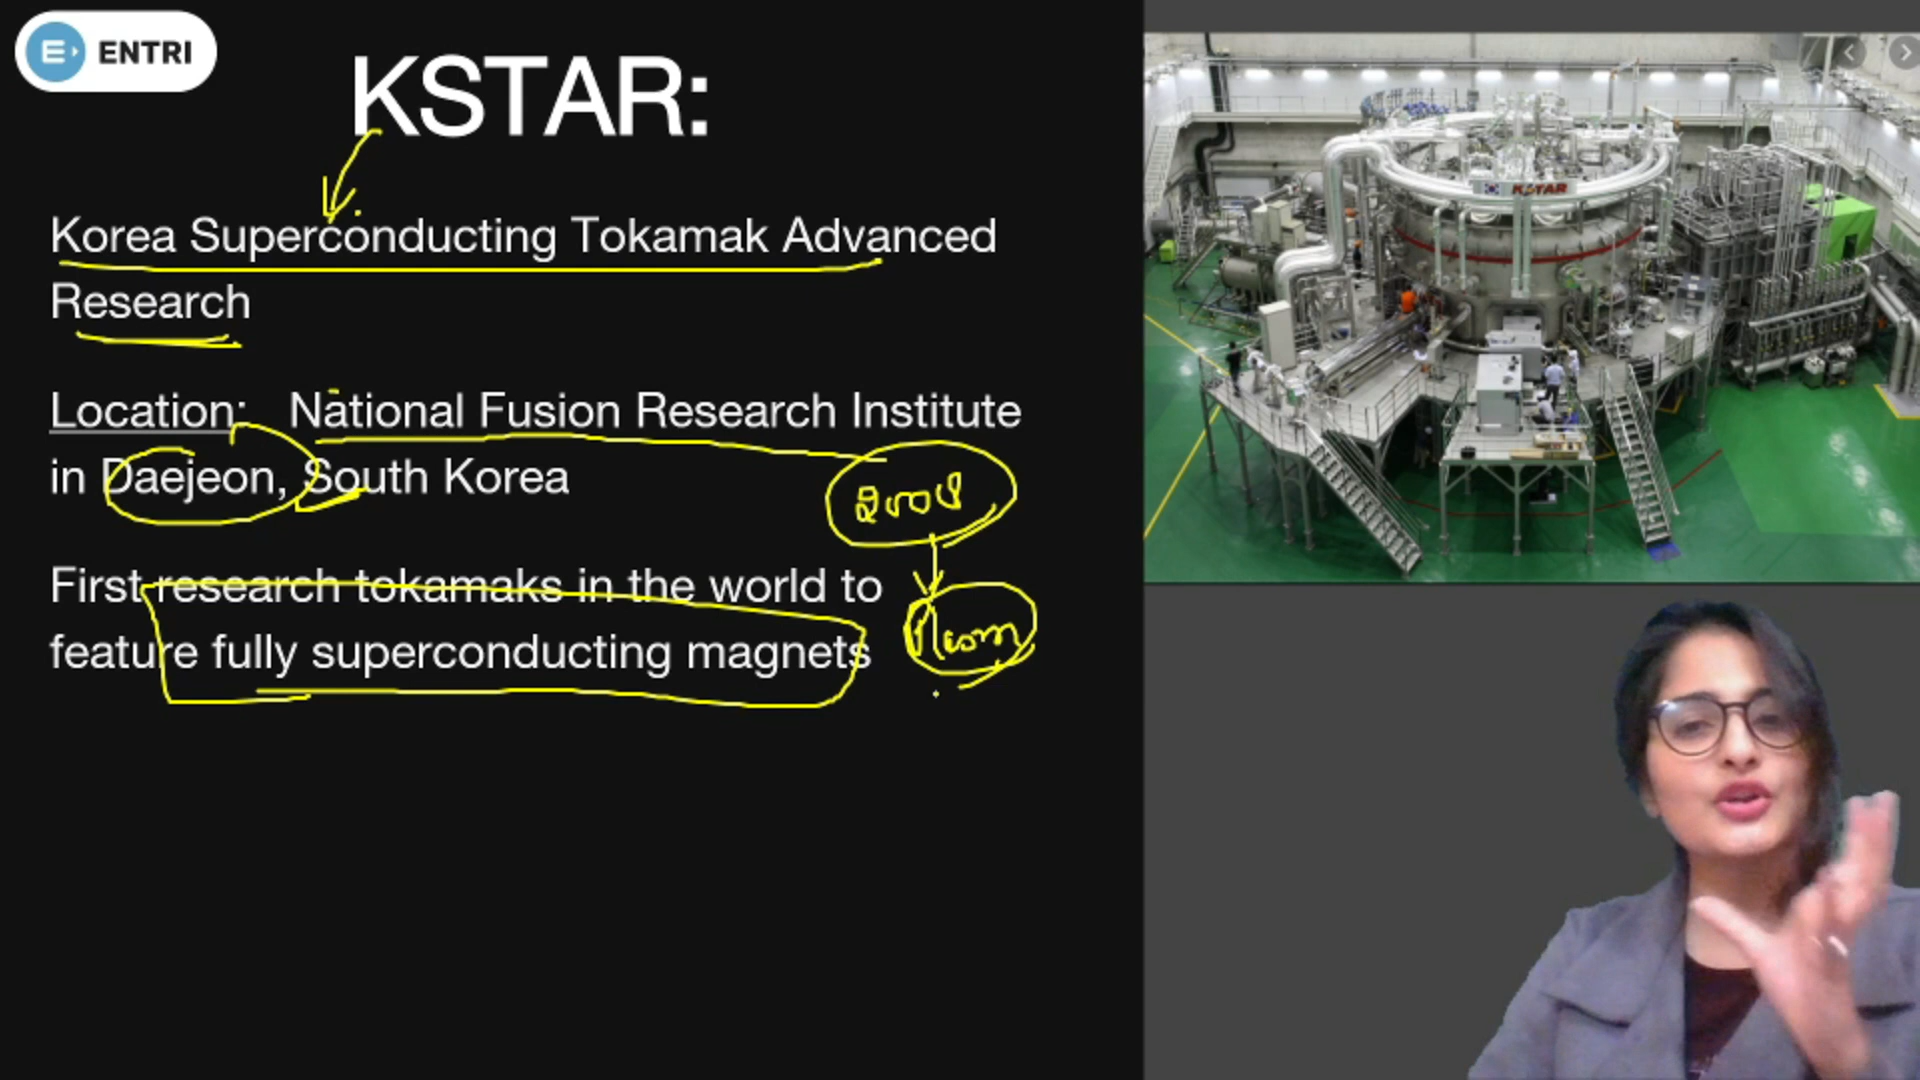 ENTRI
KSTAR:
Korea Superconducting Tokamak Advanced
Research
Location: National Fusion Research Institute
in Daejeon, South Korea
2008
First research tokamaks in the world to
feature fully superconducting magnets
KSTAR